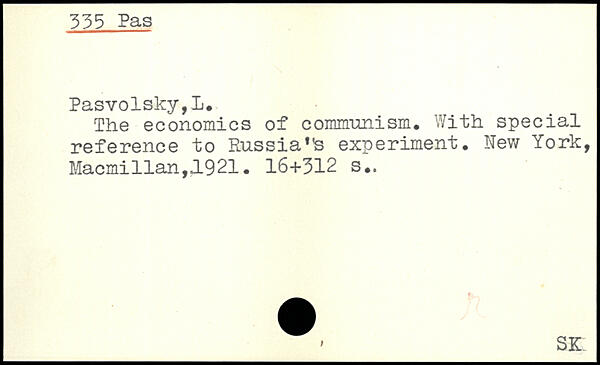 335 Pas
Pasvolsky,L.
The economics of communism. With special
reference to Russia's experiment. New York,
Macmillan,1921. 16+312 s..
r
SK